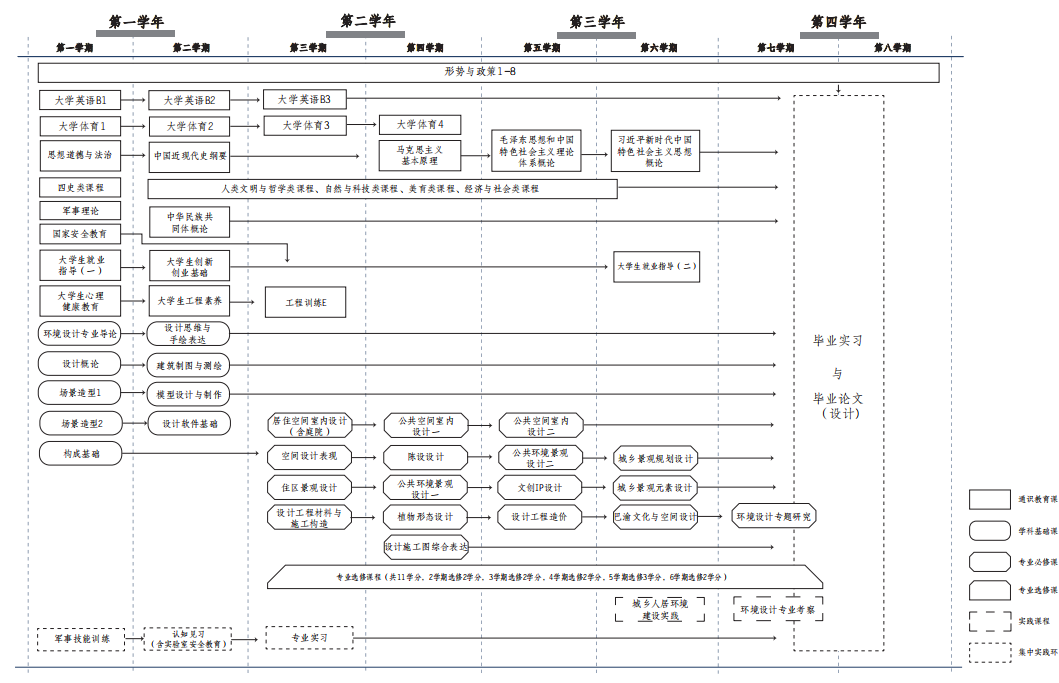 第一学年
第二学年
第三学年
第四学年
第一学期
第二学期
第三学期
第四学期
第五学期
第六学期
第七学期
第八学期
形势与政策1-8
大学英语B1
大学英语B2
大学英语B3
大学体育1
大学体育2
大学体育3
大学体育4
思想道德与法治
中国近现代史纲要
马克思主义
基本原理
毛泽东思想和中国
特色社会主义理论
体系概论
习近平新时代中国
特色社会主义思想
概论
四史类课程
人类文明与哲学类课程、自然与科技类课程、美育类课程、经济与社会类课程
军事理论
中华民族共
同体概论
国家安全教育
大学生就业
指导(一)
大学生创新
创业基础
大学生就业指导(二)
大学生心理
健康教育
大学生工程素养
工程训练E
环境设计专业导论
设计思维与
手绘表达
设计概论
建筑制图与测绘
场景造型1
模型设计与制作
场景造型2
设计软件基础
构成基础
居住空间室内设计
(含庭院)
公共空间室内
设计一
公共空间室内
设计二
空间设计表现
陈设设计
公共环境景观
设计二
城乡景观规划设计
住区景观设计
公共环境景观
设计一
文创IP设计
城乡景观元素设计
设计工程材料与
施工构造
植物形态设计
设计工程造价
巴渝文化与空间设计
环境设计专题研究
设计施工图综合表达
专业选修课程(共11学分，2学期选修2学分，3学期选修2学分，4学期选修2学分，5学期选修3学分，6学期选修2学分)
城乡人居环境
建设实践
环境设计专业考察
军事技能训练
认知见习
(含实验室安全教育)
专业实习
毕业实习
与
毕业论文
(设计)
通识教育课
学科基础课
专业必修课
专业选修课
实践课程
集中实践环